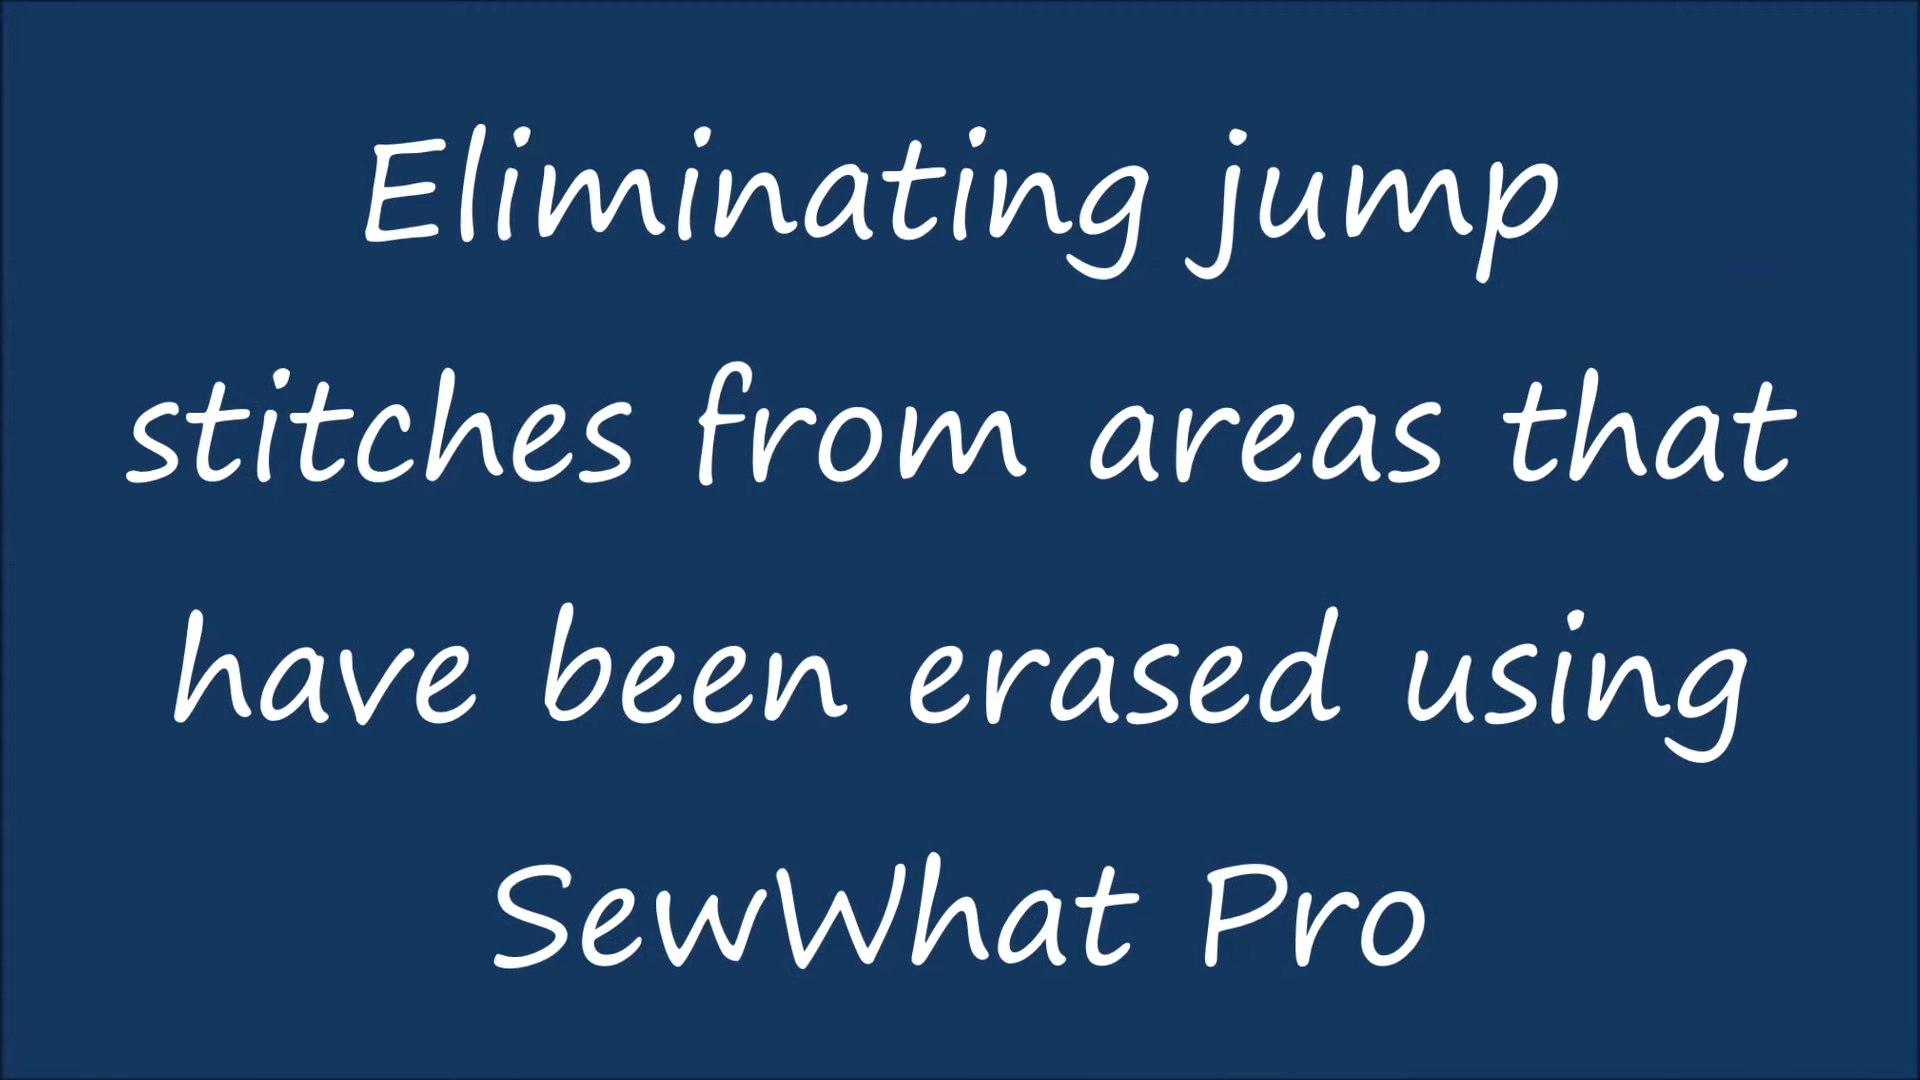 Eliminating jump
stitches from areas that
have been erased using
SewWhat Pro